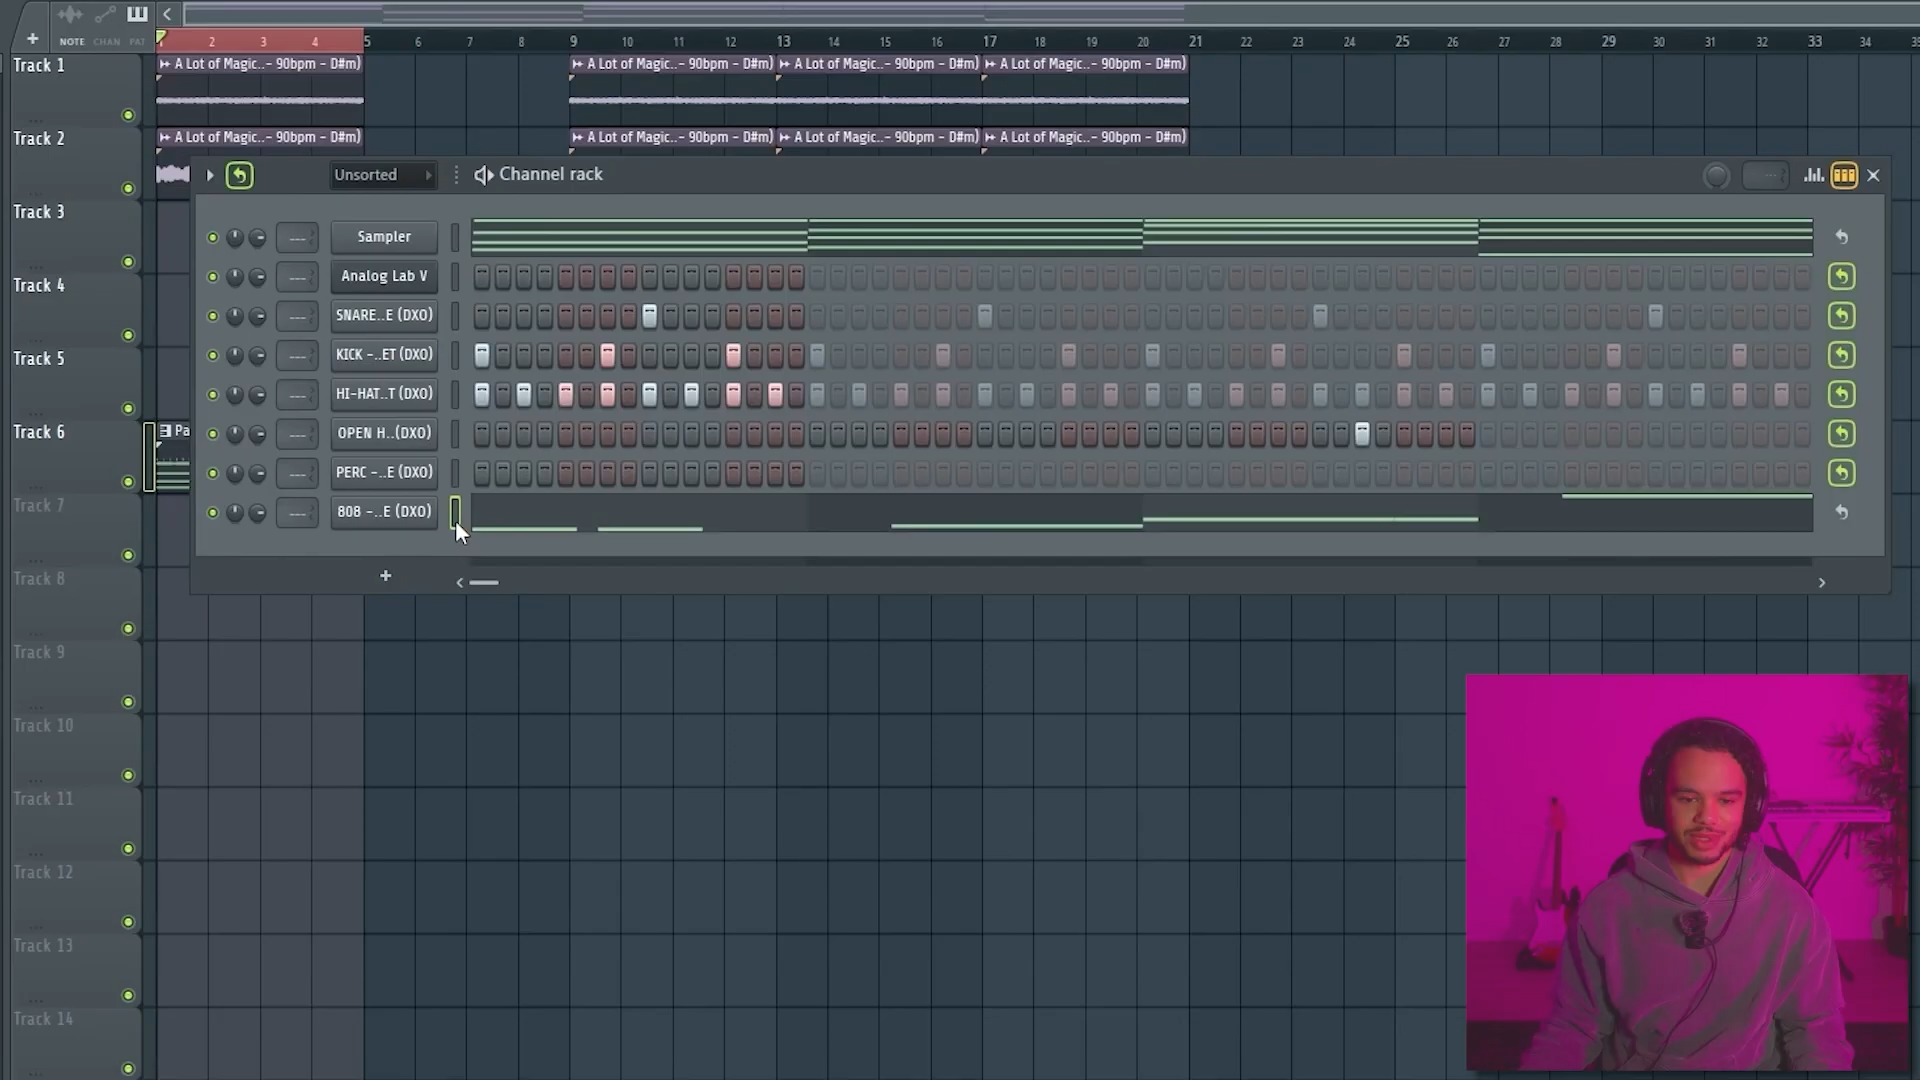 NOTE CHAN PAT
+
2 3 4 5 6 7 8 9 10 11 12 13 14 15 16 17 18 19 20 21 22 23 24 25 26 27 28 29 30 31 32 33 34
Track 1
A Lot of Magic..- 90bpm - D#m) A Lot of Magic..- 90bpm - D#m) A Lot of Magic..- 90bpm - D#m) A Lot of Magic..- 90bpm - D#m)
Track 2
A Lot of Magic..- 90bpm - D#m) A Lot of Magic..- 90bpm - D#m) A Lot of Magic..- 90bpm - D#m) A Lot of Magic..- 90bpm - D#m)
Unsorted
Channel rack
Track 3
Sampler
Track 4
Analog Lab V
SNARE..E (DXO)
Track 5
KICK -..ET (DXO)
HI-HAT..T (DXO)
Track 6
Pa
OPEN H..(DXO)
PERC -..E (DXO)
Track 7
808 -..E (DXO)
Track 8
+
Track 9
Track 10
Track 11
Track 12
Track 13
Track 14